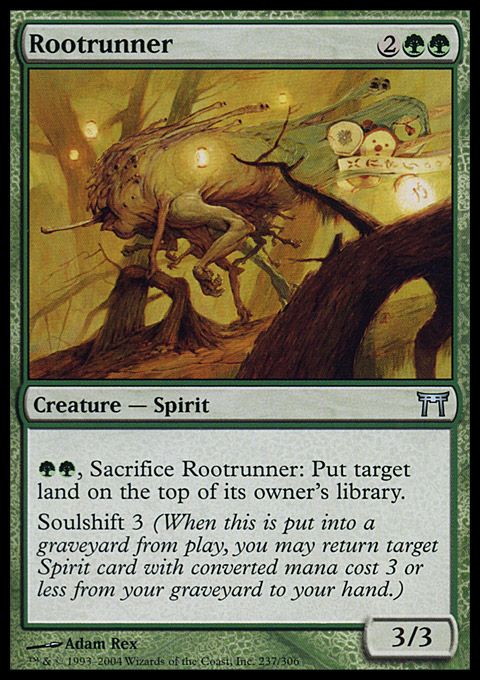 Rootrunner 2
Creature — Spirit
, Sacrifice Rootrunner: Put target
land on the top of its owner's library.
Soulshift 3 (When this is put into a
graveyard from play, you may return target
Spirit card with converted mana cost 3 or
less from your graveyard to your hand.)
3/3
Adam Rex
™ & © 1993–2004 Wizards of the Coast, Inc. 237/306